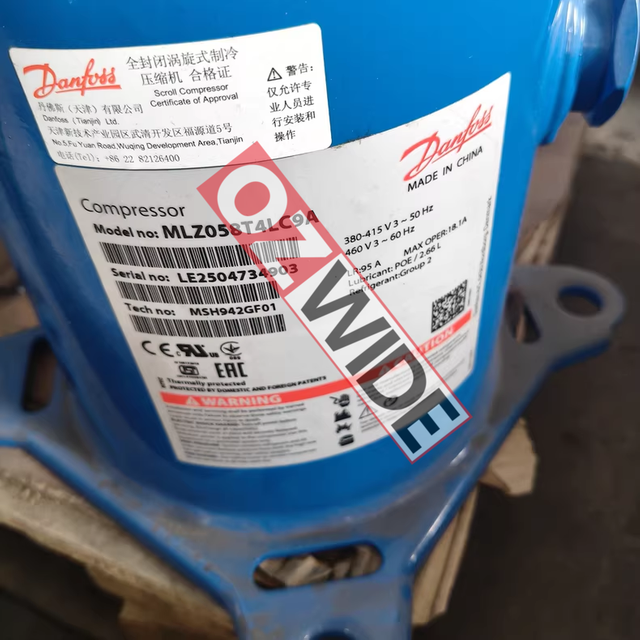 Danfoss
全封闭涡旋式制冷
压缩机 合格证
Scroll Compressor
Certificate of Approval
丹佛斯（天津）有限公司
Danfoss (Tianjin) Ltd.
天津新技术产业园区武清开发区福源道5号
No.5,Fu Yuan Road,Wuqing Development Area,Tianjin
电话(Tel): +86 22 82126400
警告:
仅允许专
业人员进
行安装和
操作
Danfoss
MADE IN CHINA
Compressor
Model no: MLZ058T4LC9A
Serial no: LE2504734903
Tech no: MSH942GF01
380-415 V 3 ~ 50 Hz
460 V 3 ~ 60 Hz
LR:95 A MAX OPER:18.1A
Lubricant: POE / 2.66 L
Refrigerant:Group 2
CE UL US
EAC
Thermally protected
PROTECTED BY DOMESTIC AND FOREIGN PATENTS
WARNING
OZWIDE